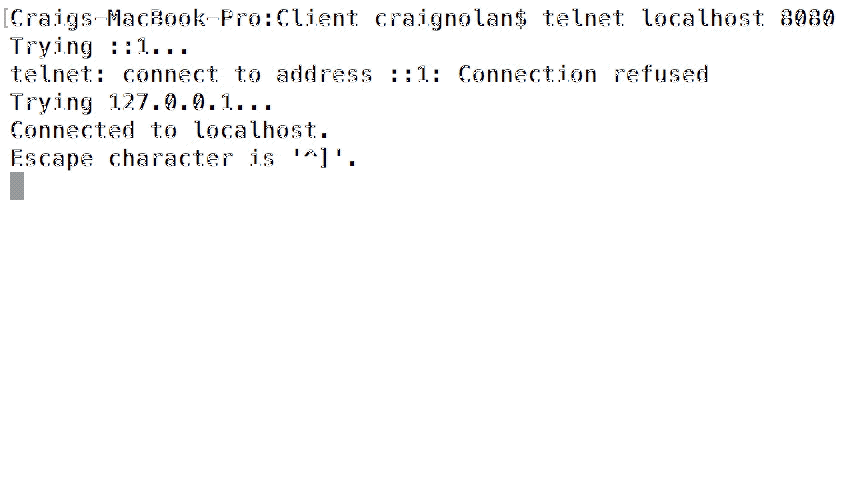 [Craigs-MacBook-Pro:Client craignolan$ telnet localhost 8080
Trying ::1...
telnet: connect to address ::1: Connection refused
Trying 127.0.0.1...
Connected to localhost.
Escape character is '^]'.